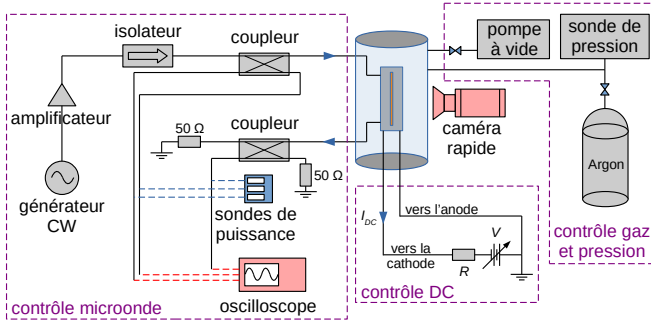 isolateur
coupleur
pompe
à vide
sonde de
pression
amplificateur
50 Ω
coupleur
caméra
rapide
50 Ω
Argon
générateur
CW
sondes de
puissance
I_DC
vers l'anode
vers la
cathode
V
R
contrôle gaz
et pression
contrôle DC
oscilloscope
contrôle microonde